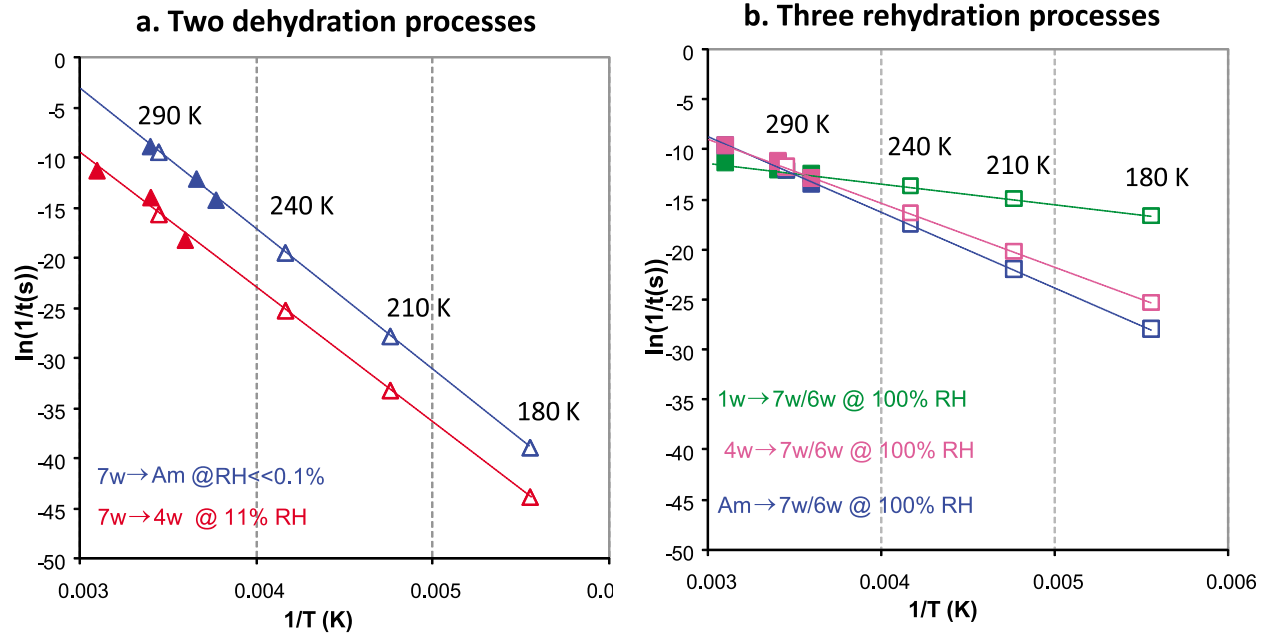 a. Two dehydration processes
0
-5
-10
-15
-20
-25
-30
-35
-40
-45
-50
ln(1/t(s))
290 K
240 K
210 K
180 K
7w→Am @RH<<0.1%
7w→4w @ 11% RH
0.003
0.004
0.005
0.0
1/T (K)
b. Three rehydration processes
0
-5
-10
-15
-20
-25
-30
-35
-40
-45
-50
ln(1/t(s))
290 K
240 K
210 K
180 K
1w→7w/6w @ 100% RH
4w→7w/6w @ 100% RH
Am→7w/6w @ 100% RH
0.003
0.004
0.005
0.006
1/T (K)